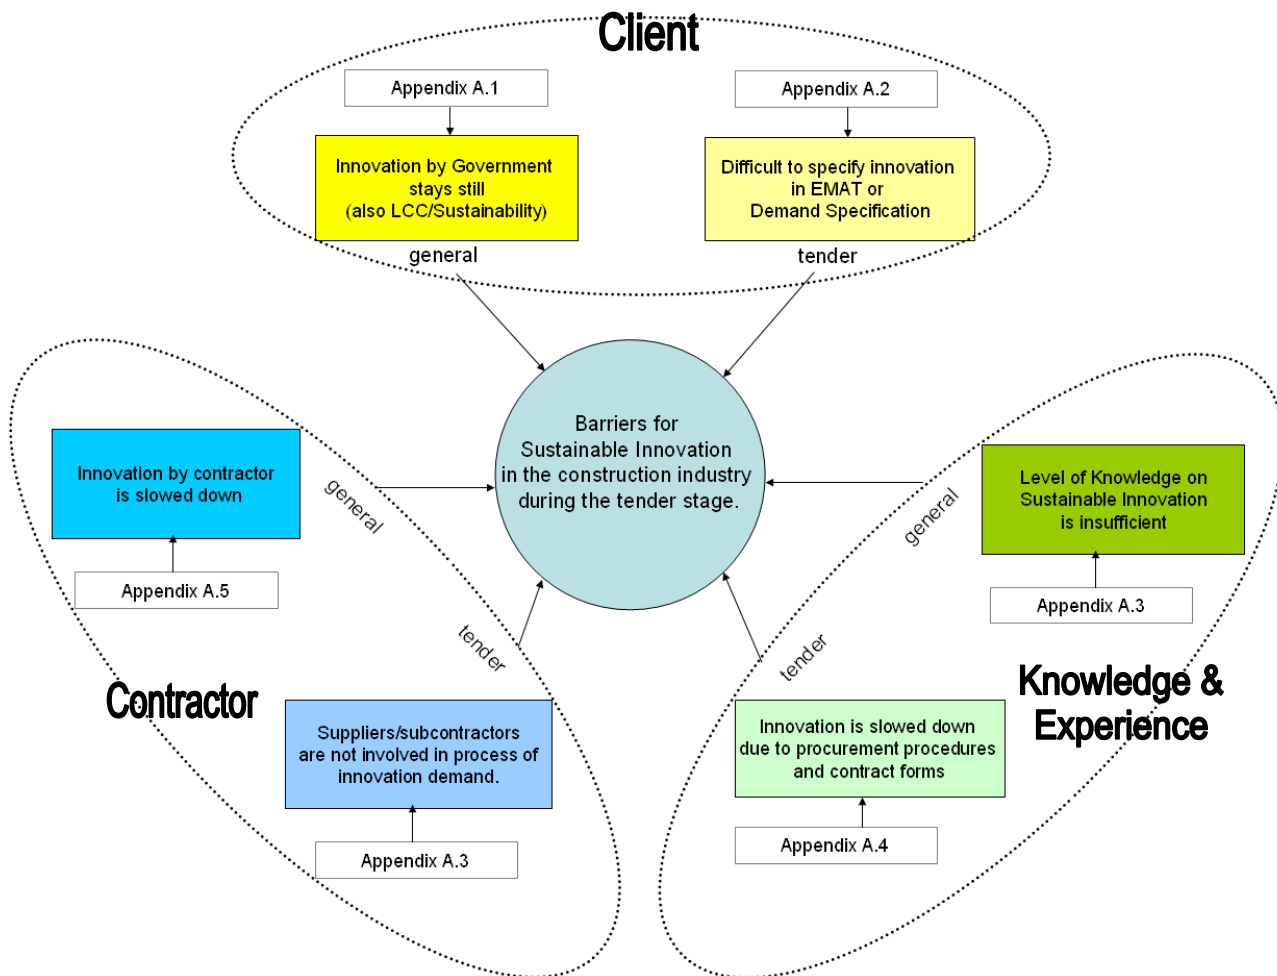 Client
Appendix A.1
Appendix A.2
Innovation by Government
stays still
(also LCC/Sustainability)
Difficult to specify innovation
in EMAT or
Demand Specification
general
tender
Barriers for
Sustainable Innovation
in the construction industry
during the tender stage.
Innovation by contractor
is slowed down
general
Appendix A.5
tender
Contractor
Suppliers/subcontractors
are not involved in process of
innovation demand.
Appendix A.3
Level of Knowledge on
Sustainable Innovation
is insufficient
general
Appendix A.3
tender
Knowledge &
Experience
Innovation is slowed down
due to procurement procedures
and contract forms
Appendix A.4